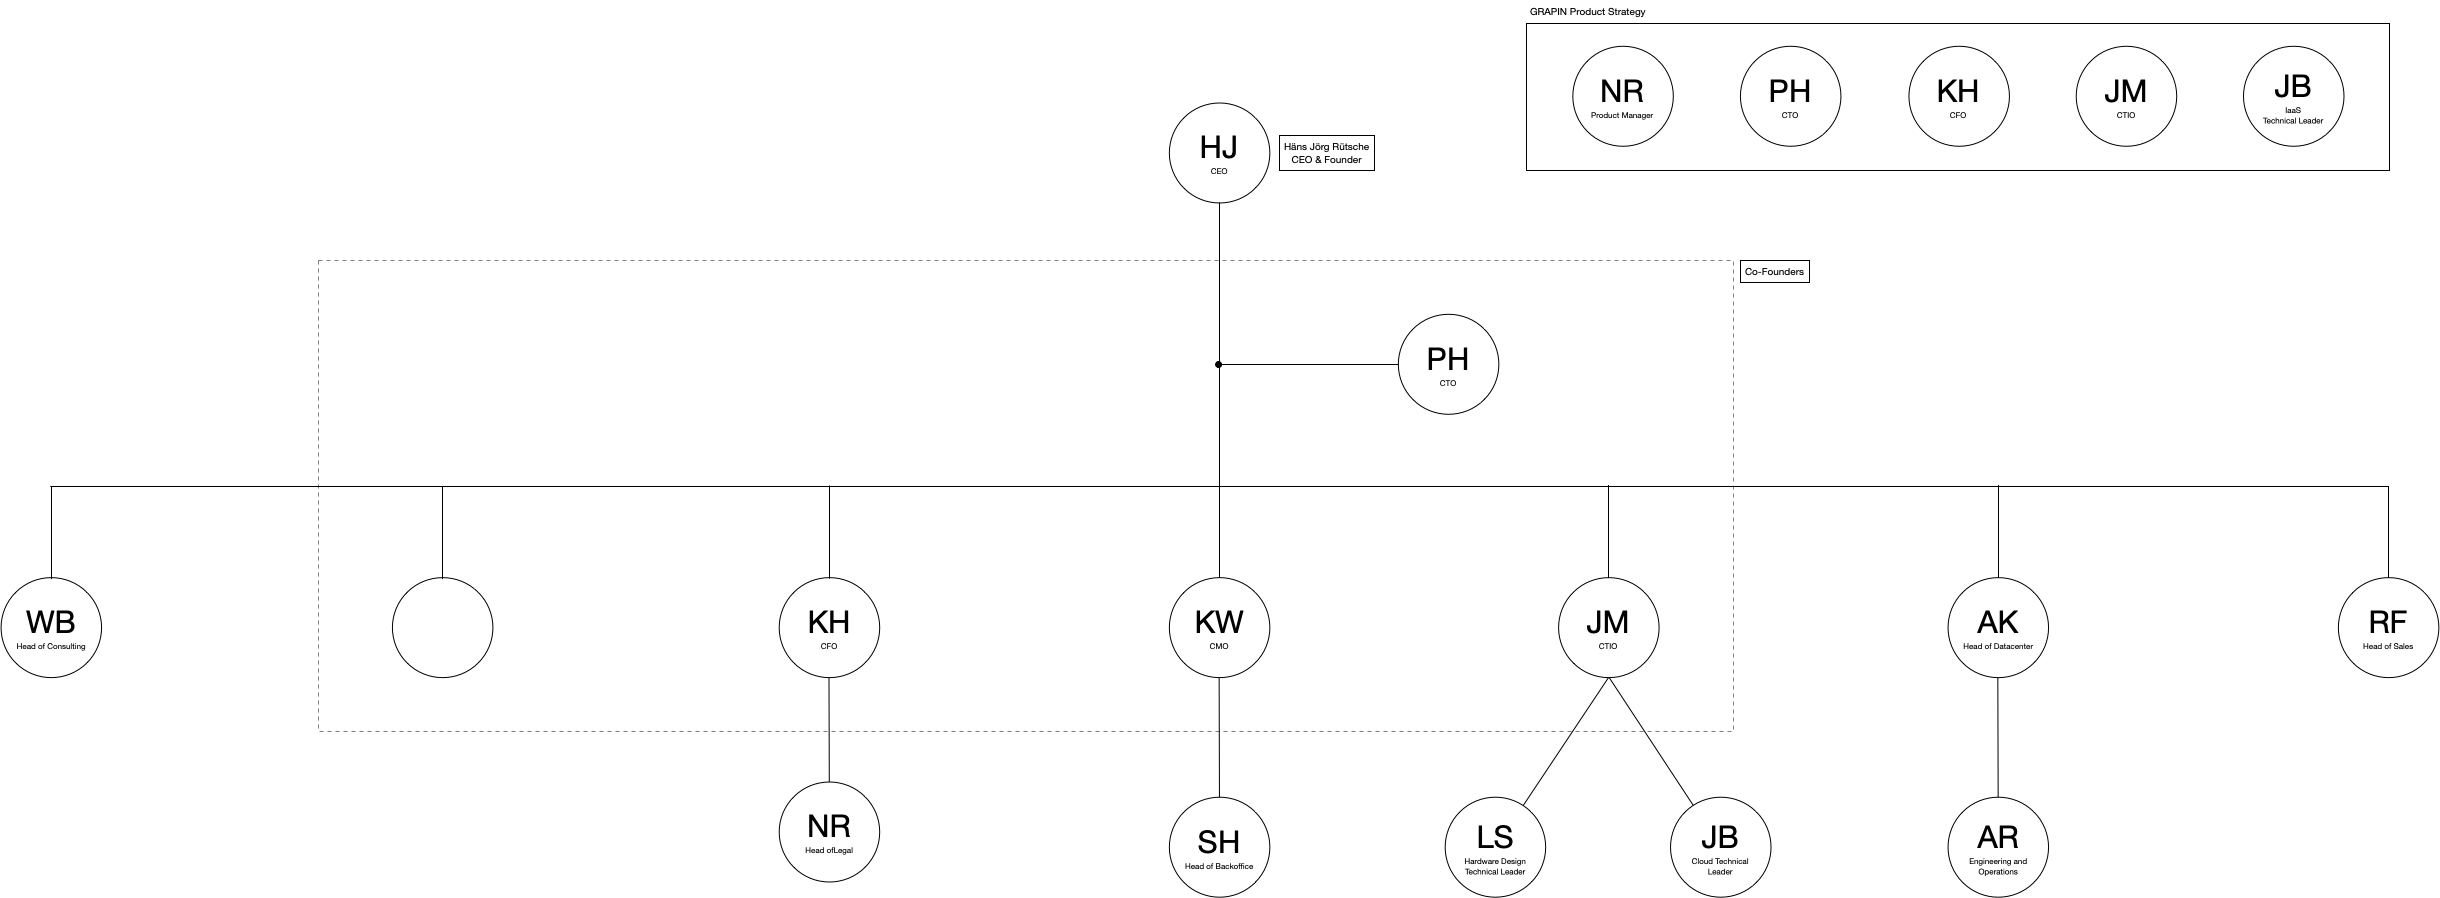 GRAPIN Product Strategy
NR
Product Manager
PH
CTO
KH
CFO
JM
CTIO
JB
IaaS
Technical Leader
HJ
CEO
Häns Jörg Rütsche
CEO & Founder
Co-Founders
PH
CTO
WB
Head of Consulting
KH
CFO
KW
CMO
JM
CTIO
AK
Head of Datacenter
RF
Head of Sales
NR
Head ofLegal
SH
Head of Backoffice
LS
Hardware Design
Technical Leader
JB
Cloud Technical
Leader
AR
Engineering and
Operations